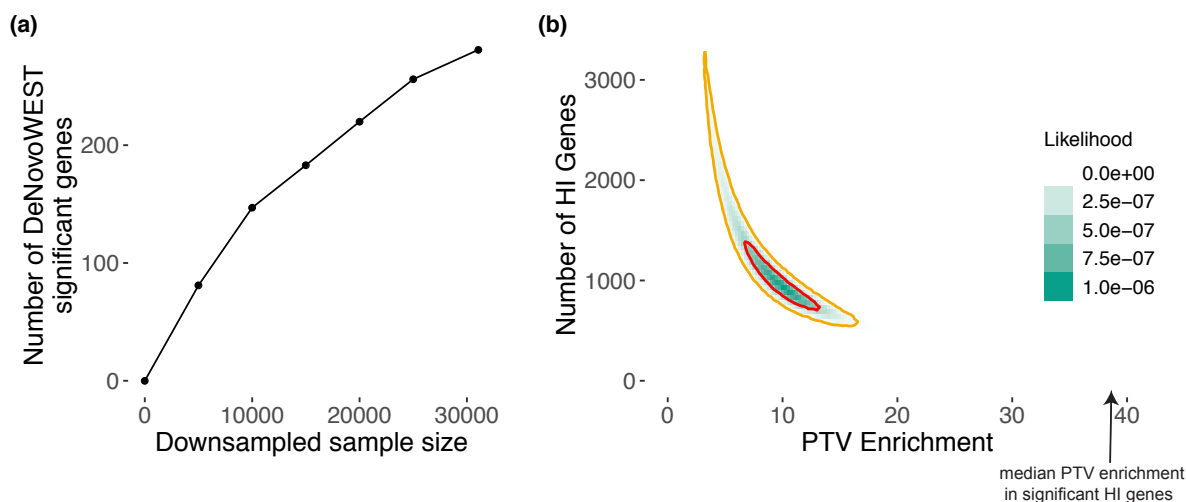 (a)
Number of DeNovoWEST
significant genes
200
100
0
0 10000 20000 30000
Downsampled sample size
(b)
Number of HI Genes
3000
2000
1000
0
0 10 20 30 40
PTV Enrichment
Likelihood
0.0e+00
2.5e−07
5.0e−07
7.5e−07
1.0e−06
median PTV enrichment
in significant HI genes